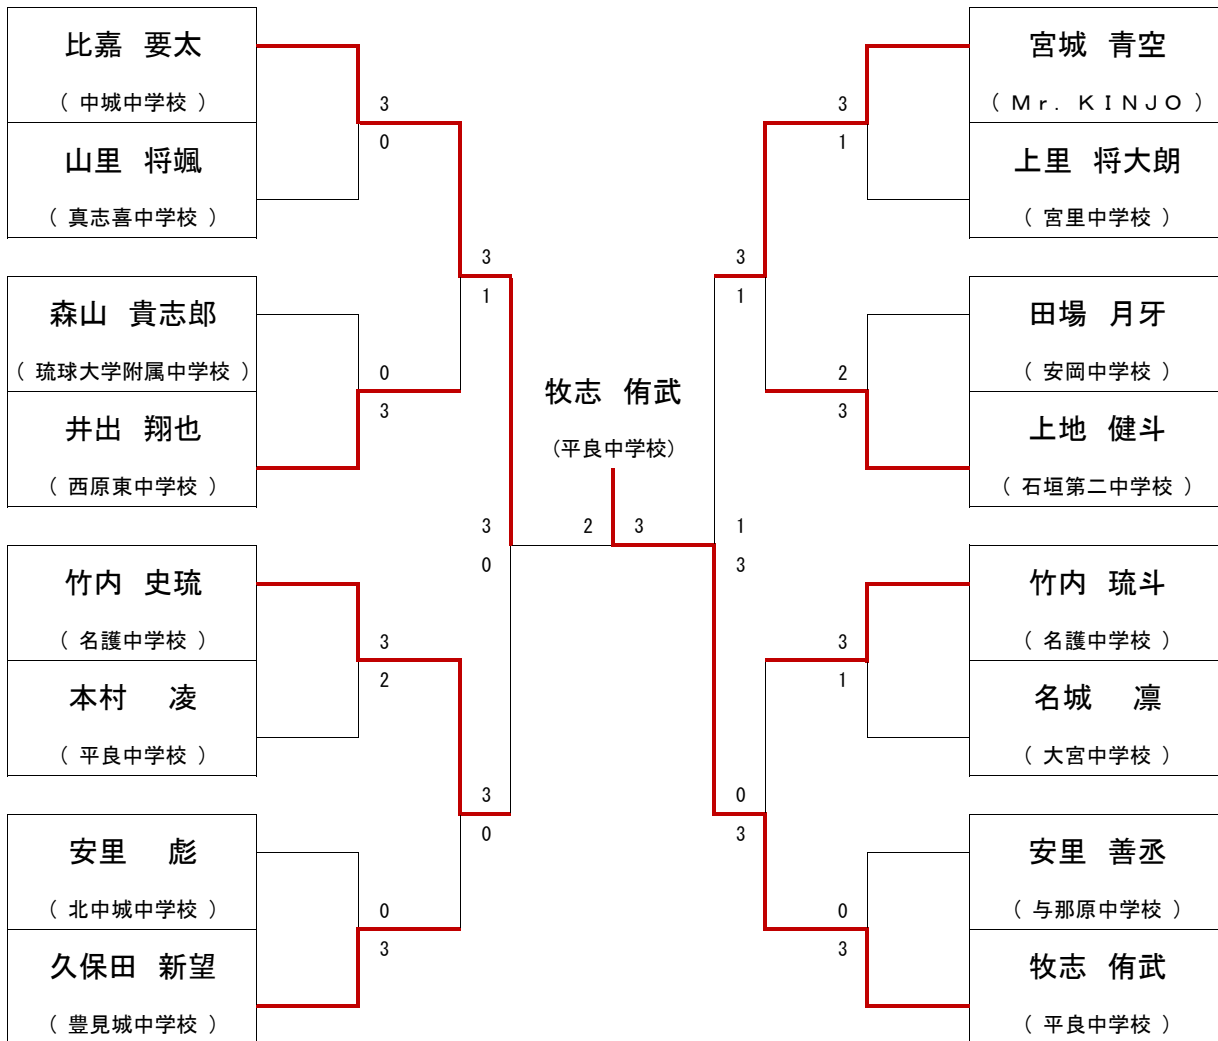 比嘉 要太
( 中城中学校 )
山里 将颯
( 真志喜中学校 )
3
0
森山 貴志郎
( 琉球大学附属中学校 )
井出 翔也
( 西原東中学校 )
0
3
3
1
竹内 史琉
( 名護中学校 )
本村 凌
( 平良中学校 )
3
2
安里 彪
( 北中城中学校 )
久保田 新望
( 豊見城中学校 )
0
3
3
0
3
0
牧志 侑武
(平良中学校)
2 3
宮城 青空
( Mr. KINJO )
上里 将大朗
( 宮里中学校 )
3
1
田場 月牙
( 安岡中学校 )
上地 健斗
( 石垣第二中学校 )
2
3
3
1
竹内 琉斗
( 名護中学校 )
名城 凛
( 大宮中学校 )
3
1
安里 善丞
( 与那原中学校 )
牧志 侑武
( 平良中学校 )
0
3
0
3
1
3